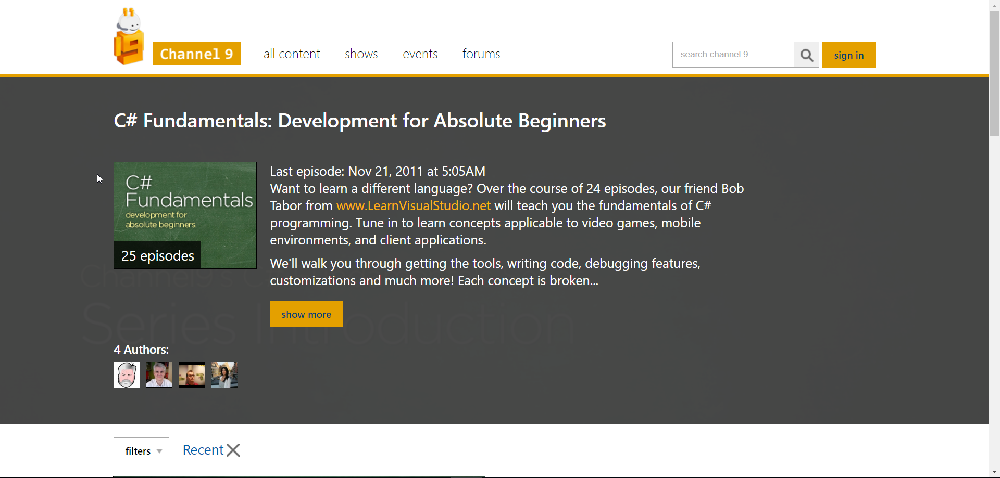 Channel 9
all content
shows
events
forums
search channel 9
sign in
C# Fundamentals: Development for Absolute Beginners
C#
Fundamentals
development for
absolute beginners
25 episodes
Last episode: Nov 21, 2011 at 5:05AM
Want to learn a different language? Over the course of 24 episodes, our friend Bob
Tabor from www.LearnVisualStudio.net will teach you the fundamentals of C#
programming. Tune in to learn concepts applicable to video games, mobile
environments, and client applications.
We'll walk you through getting the tools, writing code, debugging features,
customizations and much more! Each concept is broken...
show more
Channel9's C
Series Introduction
4 Authors:
filters
Recent